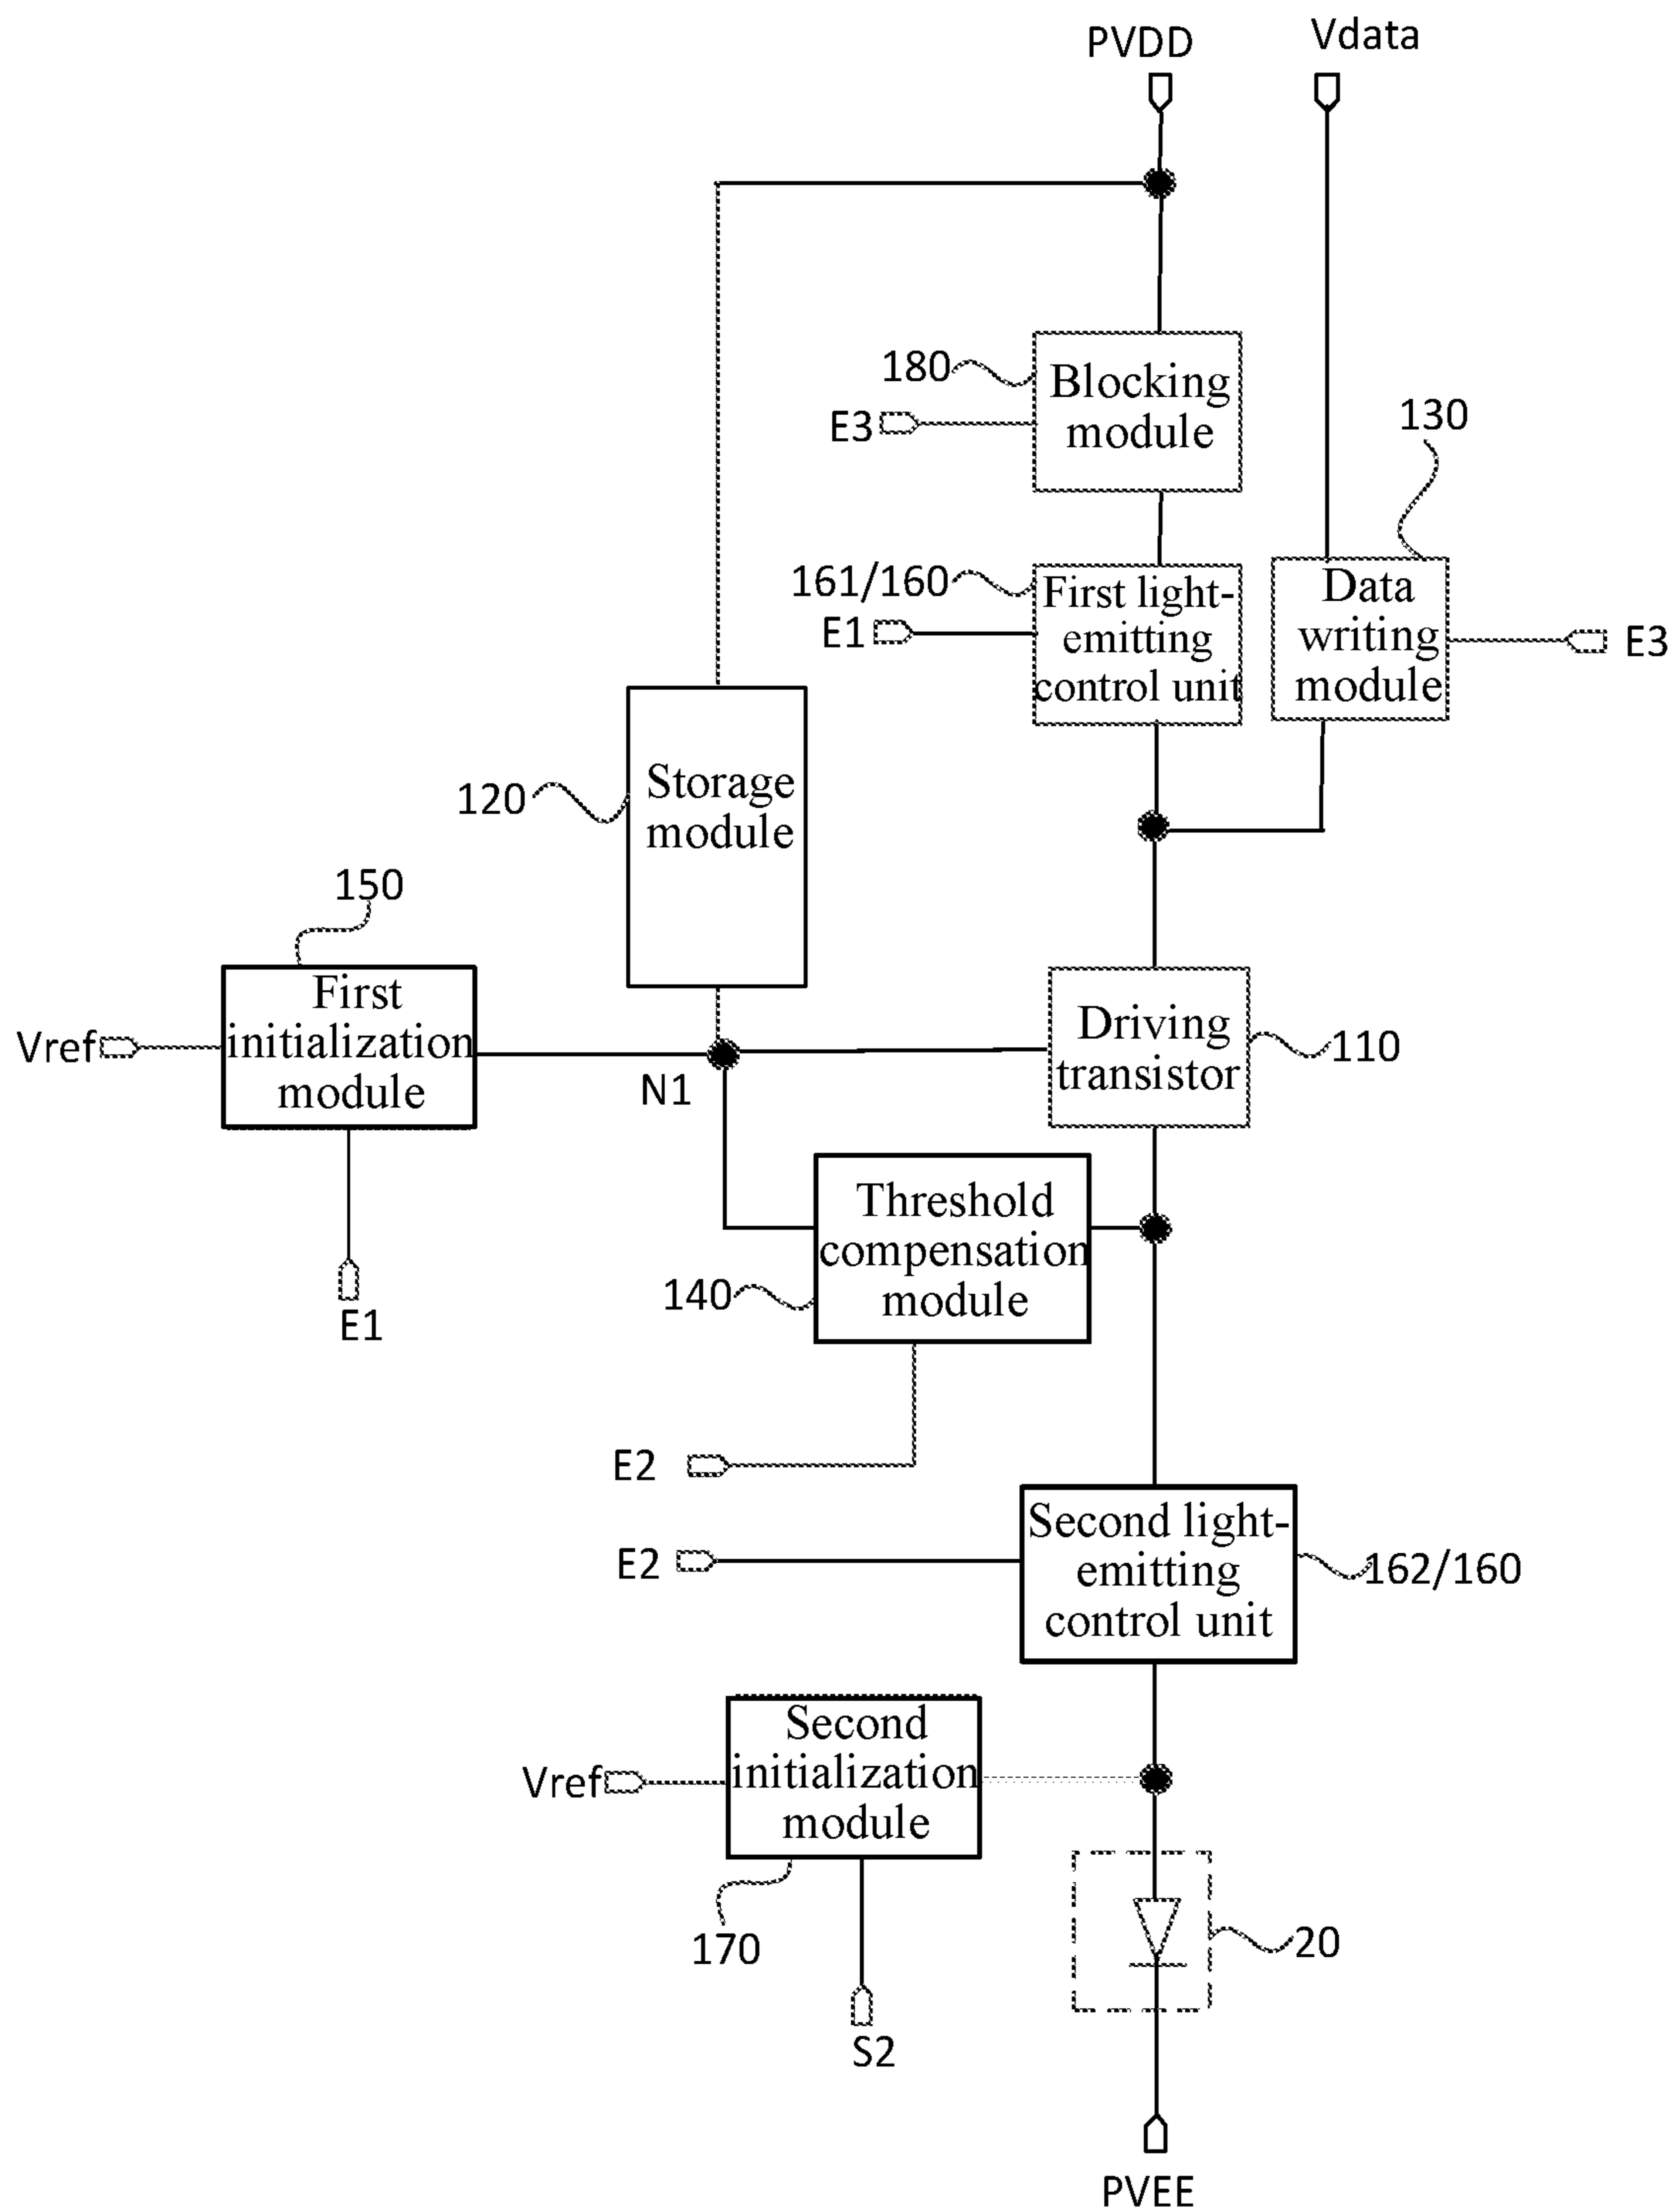 PVDD
Vdata
180
Blocking
module
E3
130
161/160
First light-
emitting
control unit
E1
Data
writing
module
E3
120
Storage
module
150
First
initialization
module
Vref
N1
Driving
transistor
110
E1
Threshold
compensation
module
140
E2
Second light-
emitting
control unit
E2
162/160
Second
initialization
module
Vref
170
20
S2
PVEE